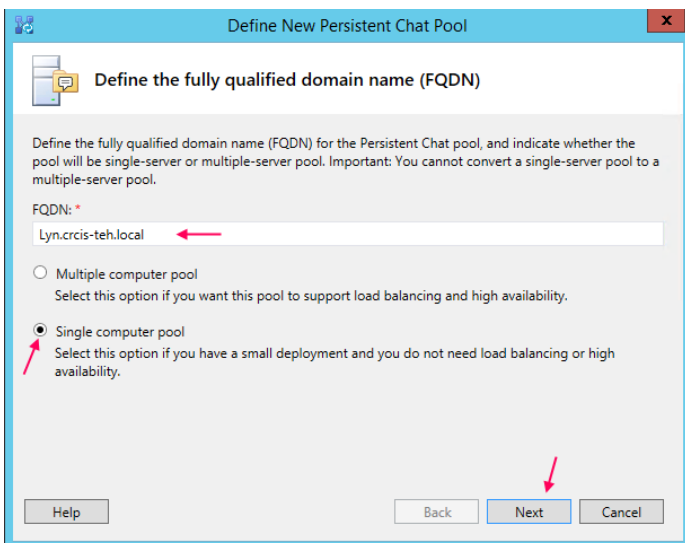 Define New Persistent Chat Pool
x
Define the fully qualified domain name (FQDN)
Define the fully qualified domain name (FQDN) for the Persistent Chat pool, and indicate whether the
pool will be single-server or multiple-server pool. Important: You cannot convert a single-server pool to a
multiple-server pool.
FQDN: *
Lyn.crcis-teh.local
Multiple computer pool
Select this option if you want this pool to support load balancing and high availability.
Single computer pool
Select this option if you have a small deployment and you do not need load balancing or high
availability.
Help Back Next Cancel